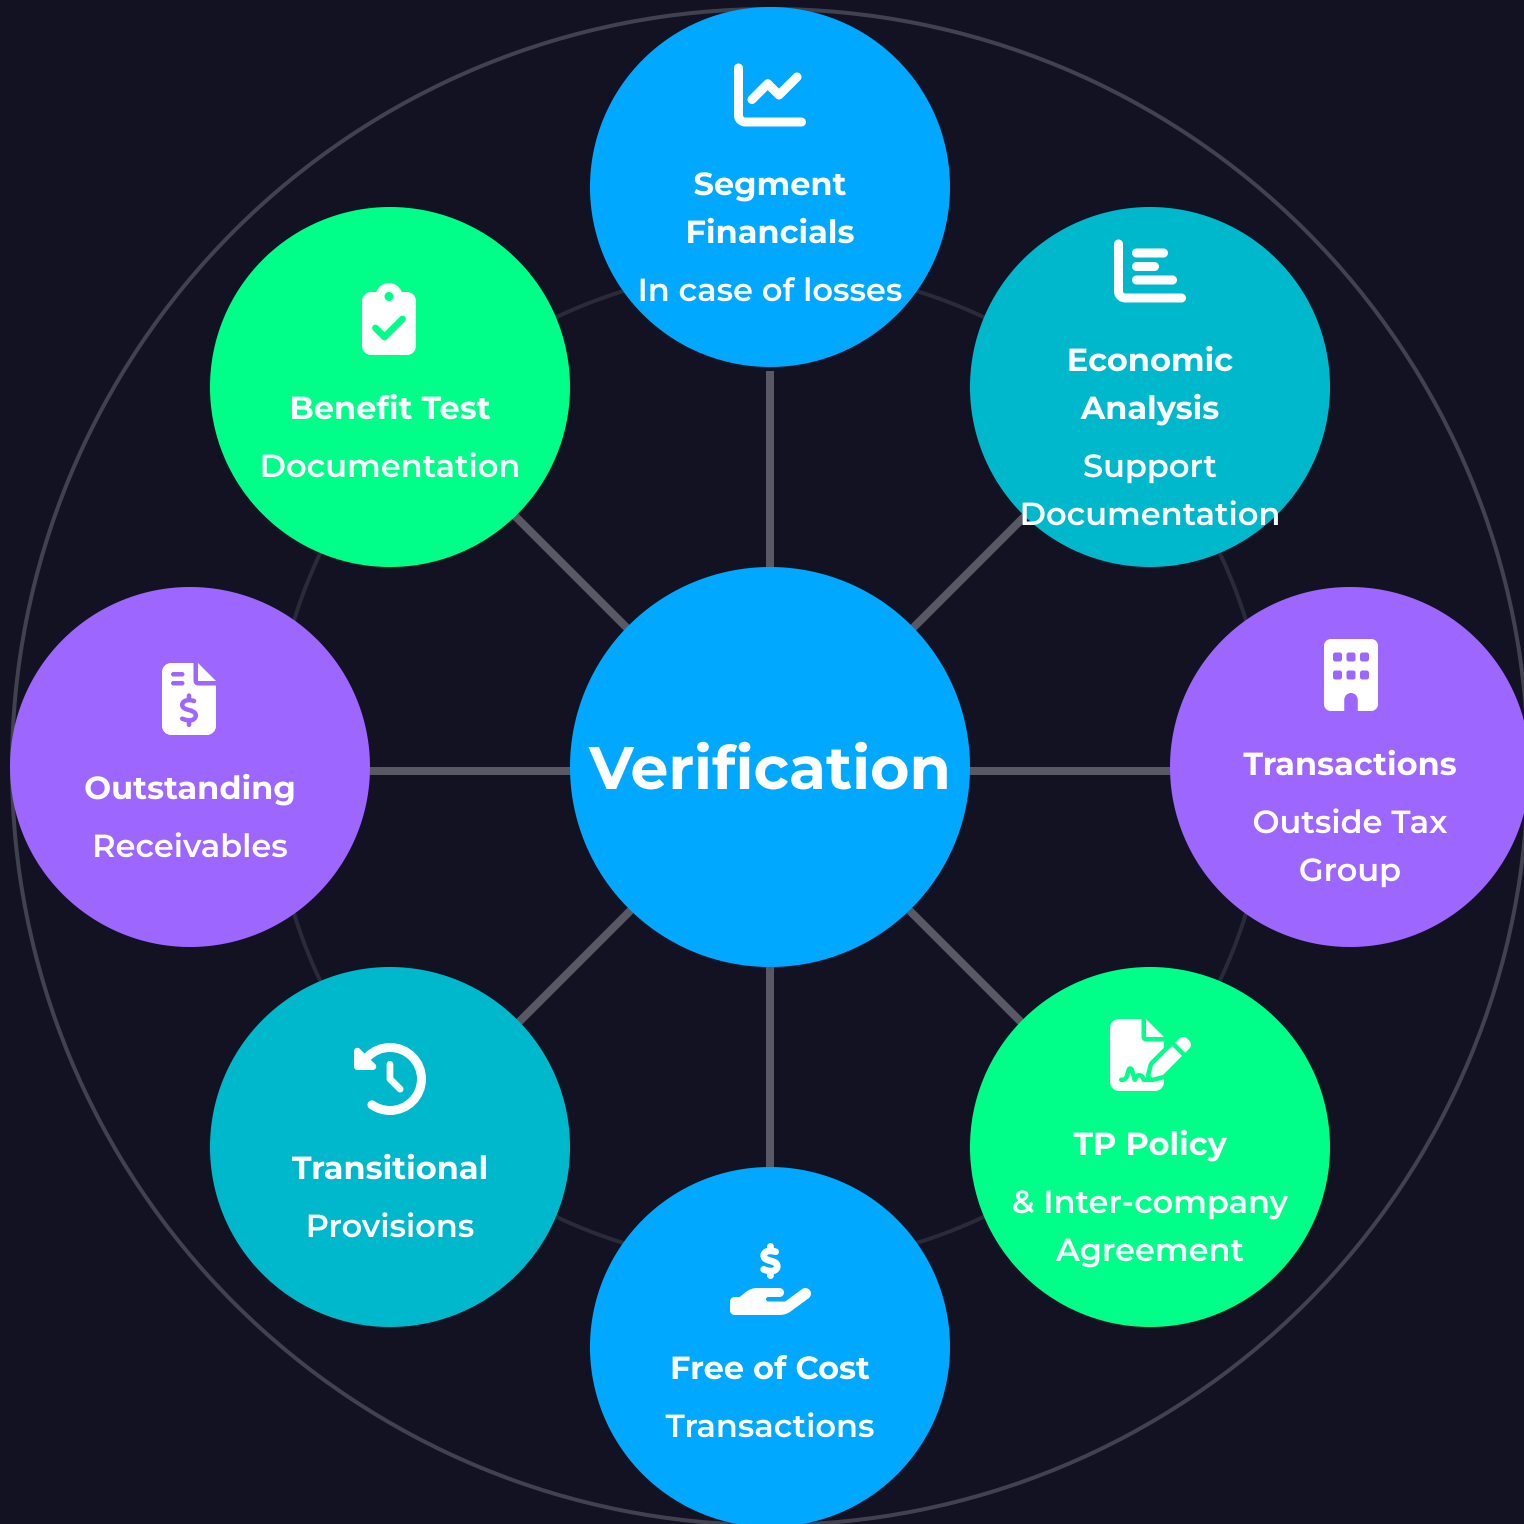 Segment
Financials
In case of losses
Economic
Analysis
Support
Documentation
Benefit Test
Documentation
Outstanding
Receivables
Verification
Transactions
Outside Tax
Group
Transitional
Provisions
TP Policy
& Inter-company
Agreement
Free of Cost
Transactions